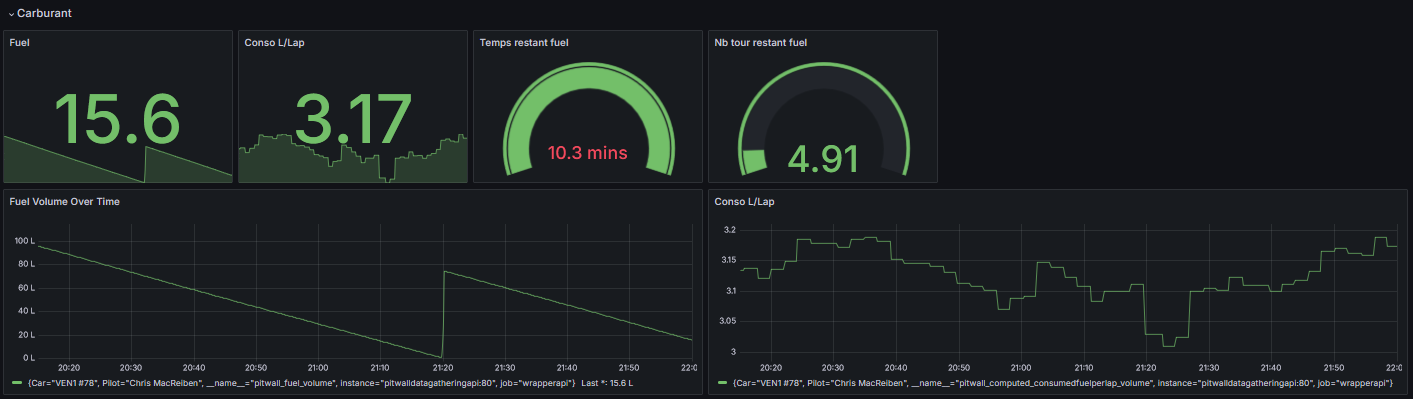 Carburant
Fuel
Conso L/Lap
Temps restant fuel
Nb tour restant fuel
15.6
3.17
10.3 mins
4.91
Fuel Volume Over Time
Conso L/Lap
100 L
80 L
60 L
40 L
20 L
0 L
20:20
20:30
20:40
20:50
21:00
21:10
21:20
21:30
21:40
21:50
22:0
{Car="VEN1 #78", Pilot="Chris MacReiben", __name__="pitwall_fuel_volume", instance="pitwalldatagatheringapi:80", job="wrapperapi"} Last *: 15.6 L
3.2
3.15
3.1
3.05
3
20:20
20:30
20:40
20:50
21:00
21:10
21:20
21:30
21:40
21:50
22:0
{Car="VEN1 #78", Pilot="Chris MacReiben", __name__="pitwall_computed_consumedfuelperlap_volume", instance="pitwalldatagatheringapi:80", job="wrapperapi"}